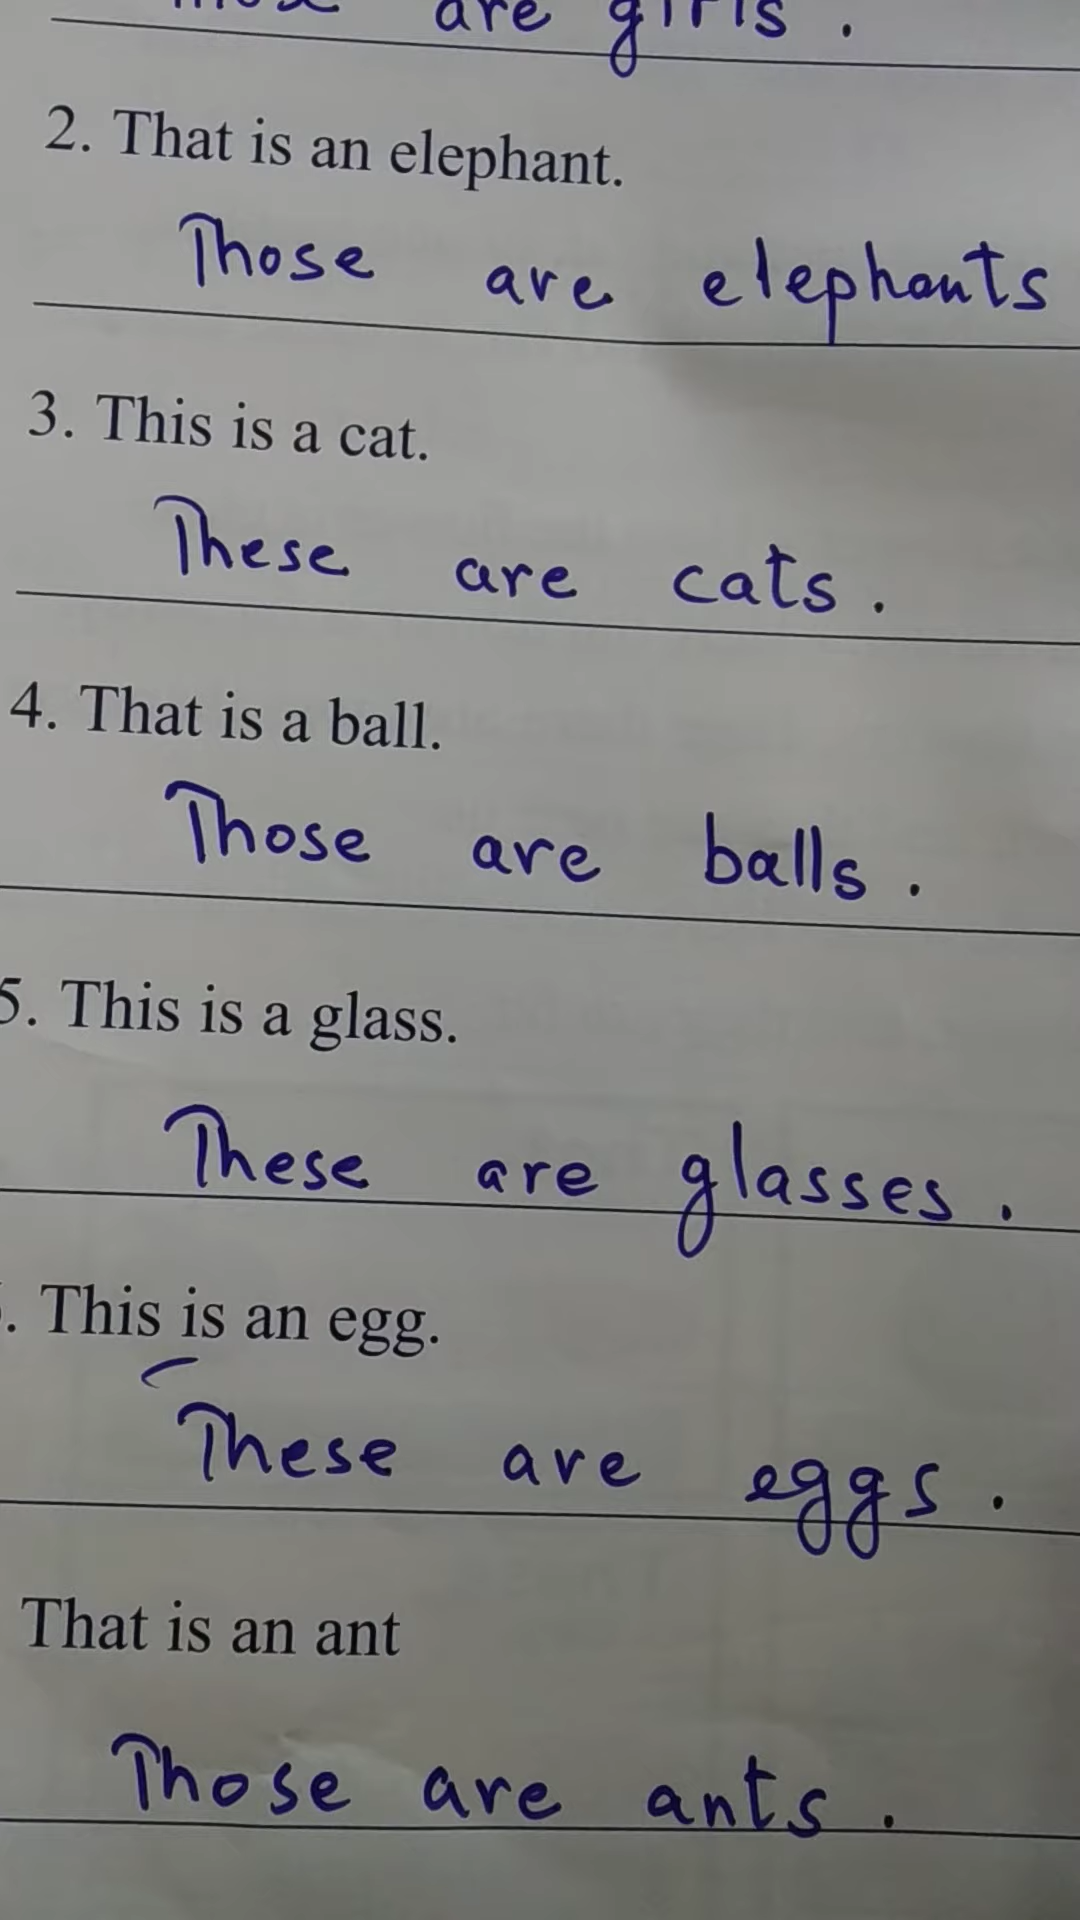 are girls .
2. That is an elephant.
Those are elephants
3. This is a cat.
These are cats .
4. That is a ball.
Those are balls .
5. This is a glass.
These are glasses .
. This is an egg.
These are eggs .
That is an ant
Those are ants .